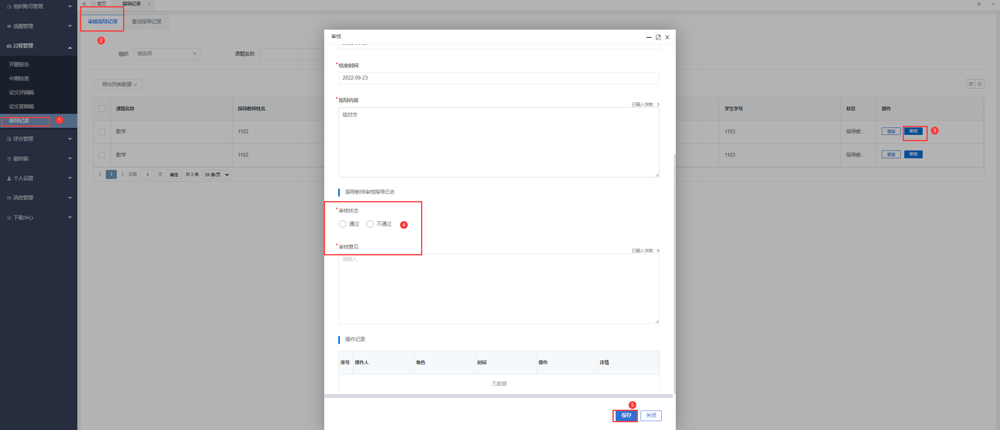 组织账号管理
选题管理
过程管理
开题报告
中期检查
论文评阅稿
论文答辩稿
指导记录
1
评分管理
最终稿
个人设置
消息管理
下载中心
首页
指导记录
审核指导记录
查询指导记录
2
组织
请选择
课题名称
导出列表数据
课题名称
指导教师姓名
学生学号
状态
操作
数学
1102
1103
指导教...
查看
审核
3
数学
1102
1103
指导教...
查看
审核
1
到第
1
页
确定
共 2 条
20 条/页
审核
*结束时间
2022-09-23
*指导内容
已输入字数：3
给对方
指导教师审核指导日志
*审核状态
通过
不通过
4
*审核意见
已输入字数：0
请输入
操作记录
序号
操作人
角色
时间
操作
详情
无数据
5
保存
关闭